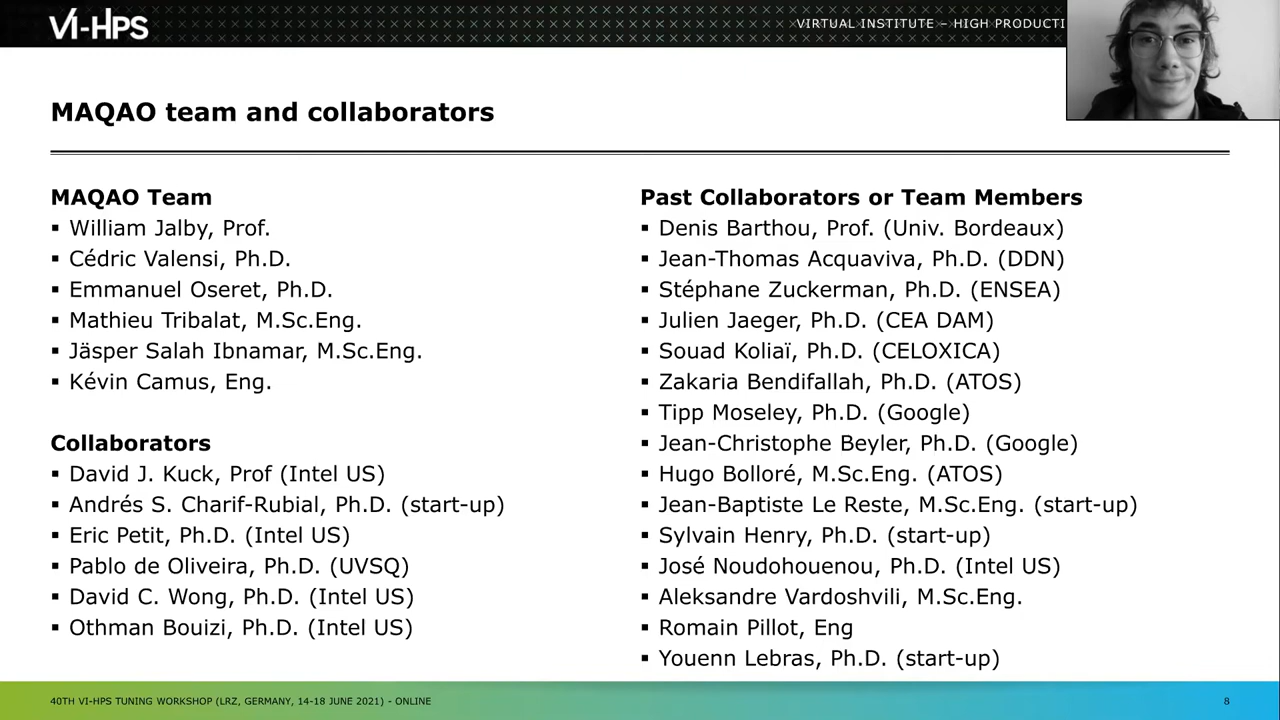 VI-HPS
VIRTUAL INSTITUTE – HIGH PRODUCTI
MAQAO team and collaborators
MAQAO Team
▪ William Jalby, Prof.
▪ Cédric Valensi, Ph.D.
▪ Emmanuel Oseret, Ph.D.
▪ Mathieu Tribalat, M.Sc.Eng.
▪ Jäsper Salah Ibnamar, M.Sc.Eng.
▪ Kévin Camus, Eng.
Collaborators
▪ David J. Kuck, Prof (Intel US)
▪ Andrés S. Charif-Rubial, Ph.D. (start-up)
▪ Eric Petit, Ph.D. (Intel US)
▪ Pablo de Oliveira, Ph.D. (UVSQ)
▪ David C. Wong, Ph.D. (Intel US)
▪ Othman Bouizi, Ph.D. (Intel US)
Past Collaborators or Team Members
▪ Denis Barthou, Prof. (Univ. Bordeaux)
▪ Jean-Thomas Acquaviva, Ph.D. (DDN)
▪ Stéphane Zuckerman, Ph.D. (ENSEA)
▪ Julien Jaeger, Ph.D. (CEA DAM)
▪ Souad Koliaï, Ph.D. (CELOXICA)
▪ Zakaria Bendifallah, Ph.D. (ATOS)
▪ Tipp Moseley, Ph.D. (Google)
▪ Jean-Christophe Beyler, Ph.D. (Google)
▪ Hugo Bolloré, M.Sc.Eng. (ATOS)
▪ Jean-Baptiste Le Reste, M.Sc.Eng. (start-up)
▪ Sylvain Henry, Ph.D. (start-up)
▪ José Noudohouenou, Ph.D. (Intel US)
▪ Aleksandre Vardoshvili, M.Sc.Eng.
▪ Romain Pillot, Eng
▪ Youenn Lebras, Ph.D. (start-up)
40TH VI-HPS TUNING WORKSHOP (LRZ, GERMANY, 14-18 JUNE 2021) - ONLINE
8